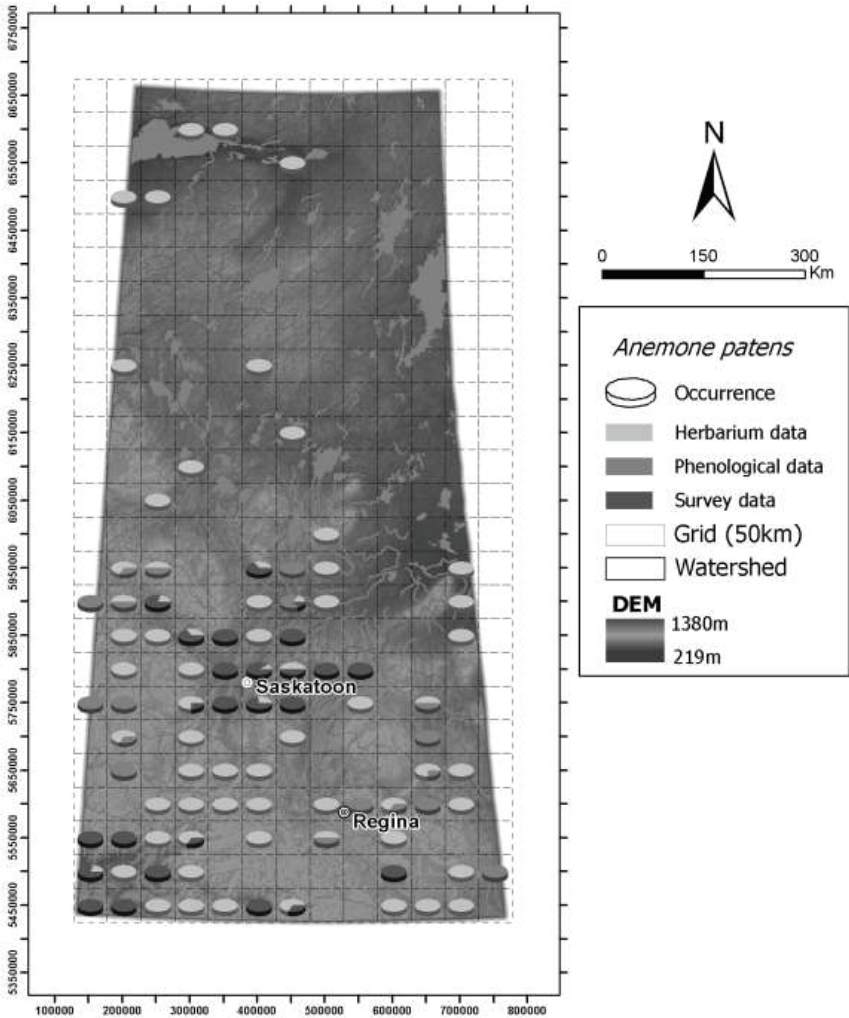 6750000
6650000
6550000
6450000
6350000
6250000
6150000
6050000
5950000
5850000
5750000
5650000
5550000
5450000
5350000
100000 200000 300000 400000 500000 600000 700000 800000
Saskatoon
Regina
N
0 150 300
Km
Anemone patens
Occurrence
Herbarium data
Phenological data
Survey data
Grid (50km)
Watershed
DEM
1380m
219m